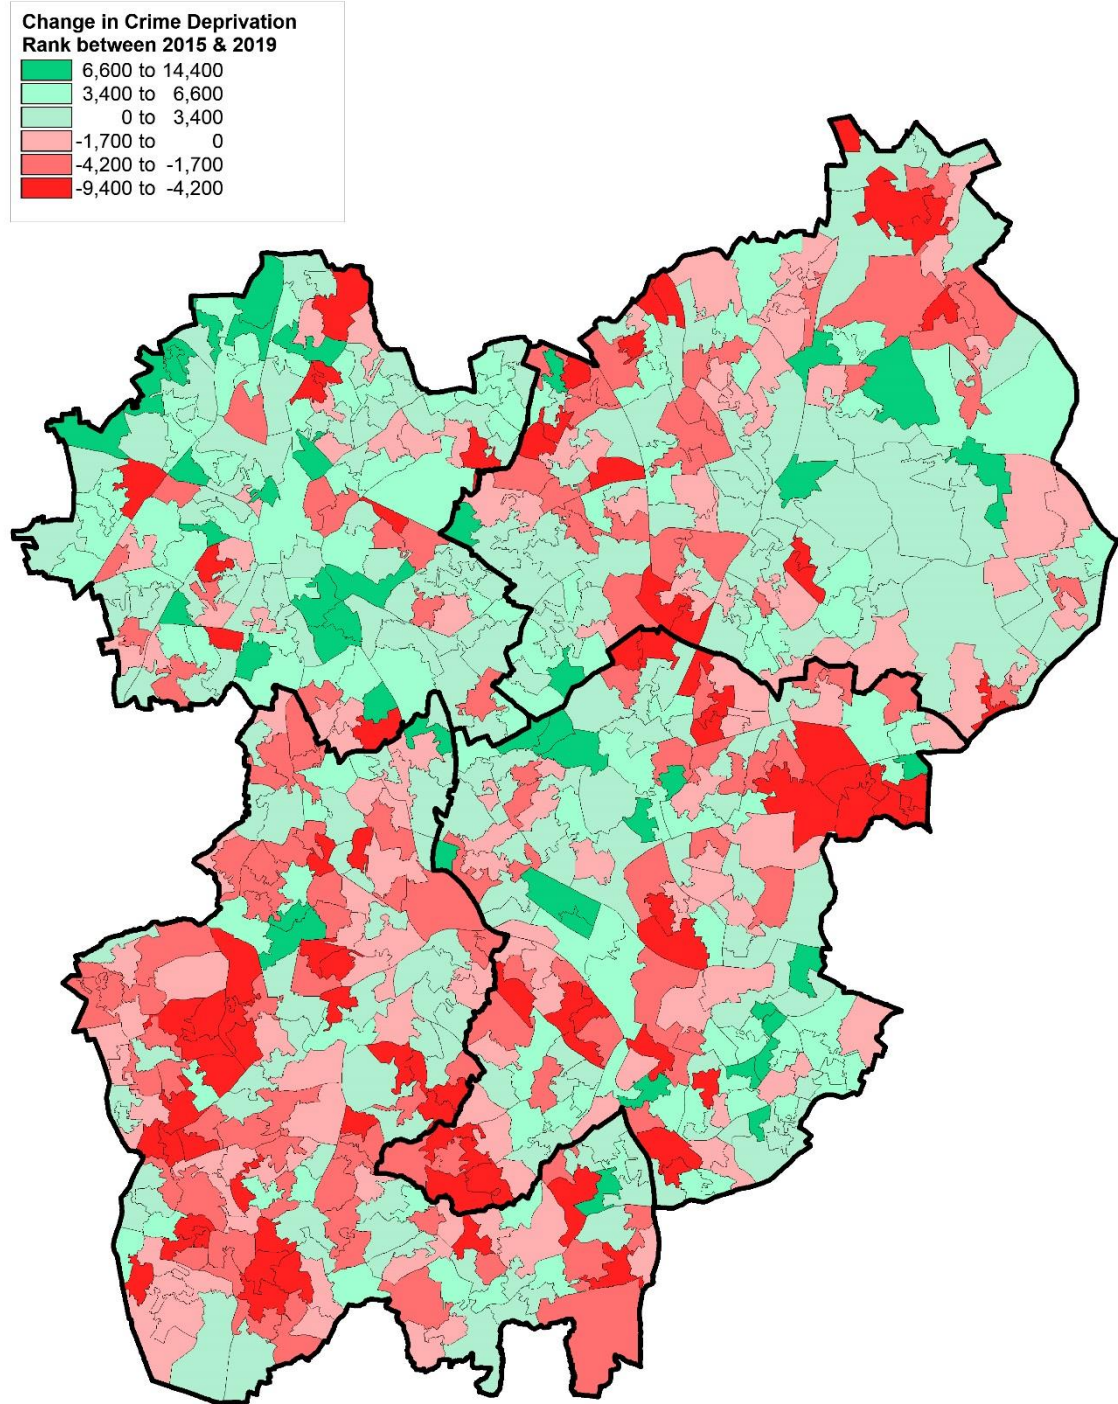 Change in Crime Deprivation
Rank between 2015 & 2019
6,600 to 14,400
3,400 to 6,600
0 to 3,400
-1,700 to 0
-4,200 to -1,700
-9,400 to -4,200